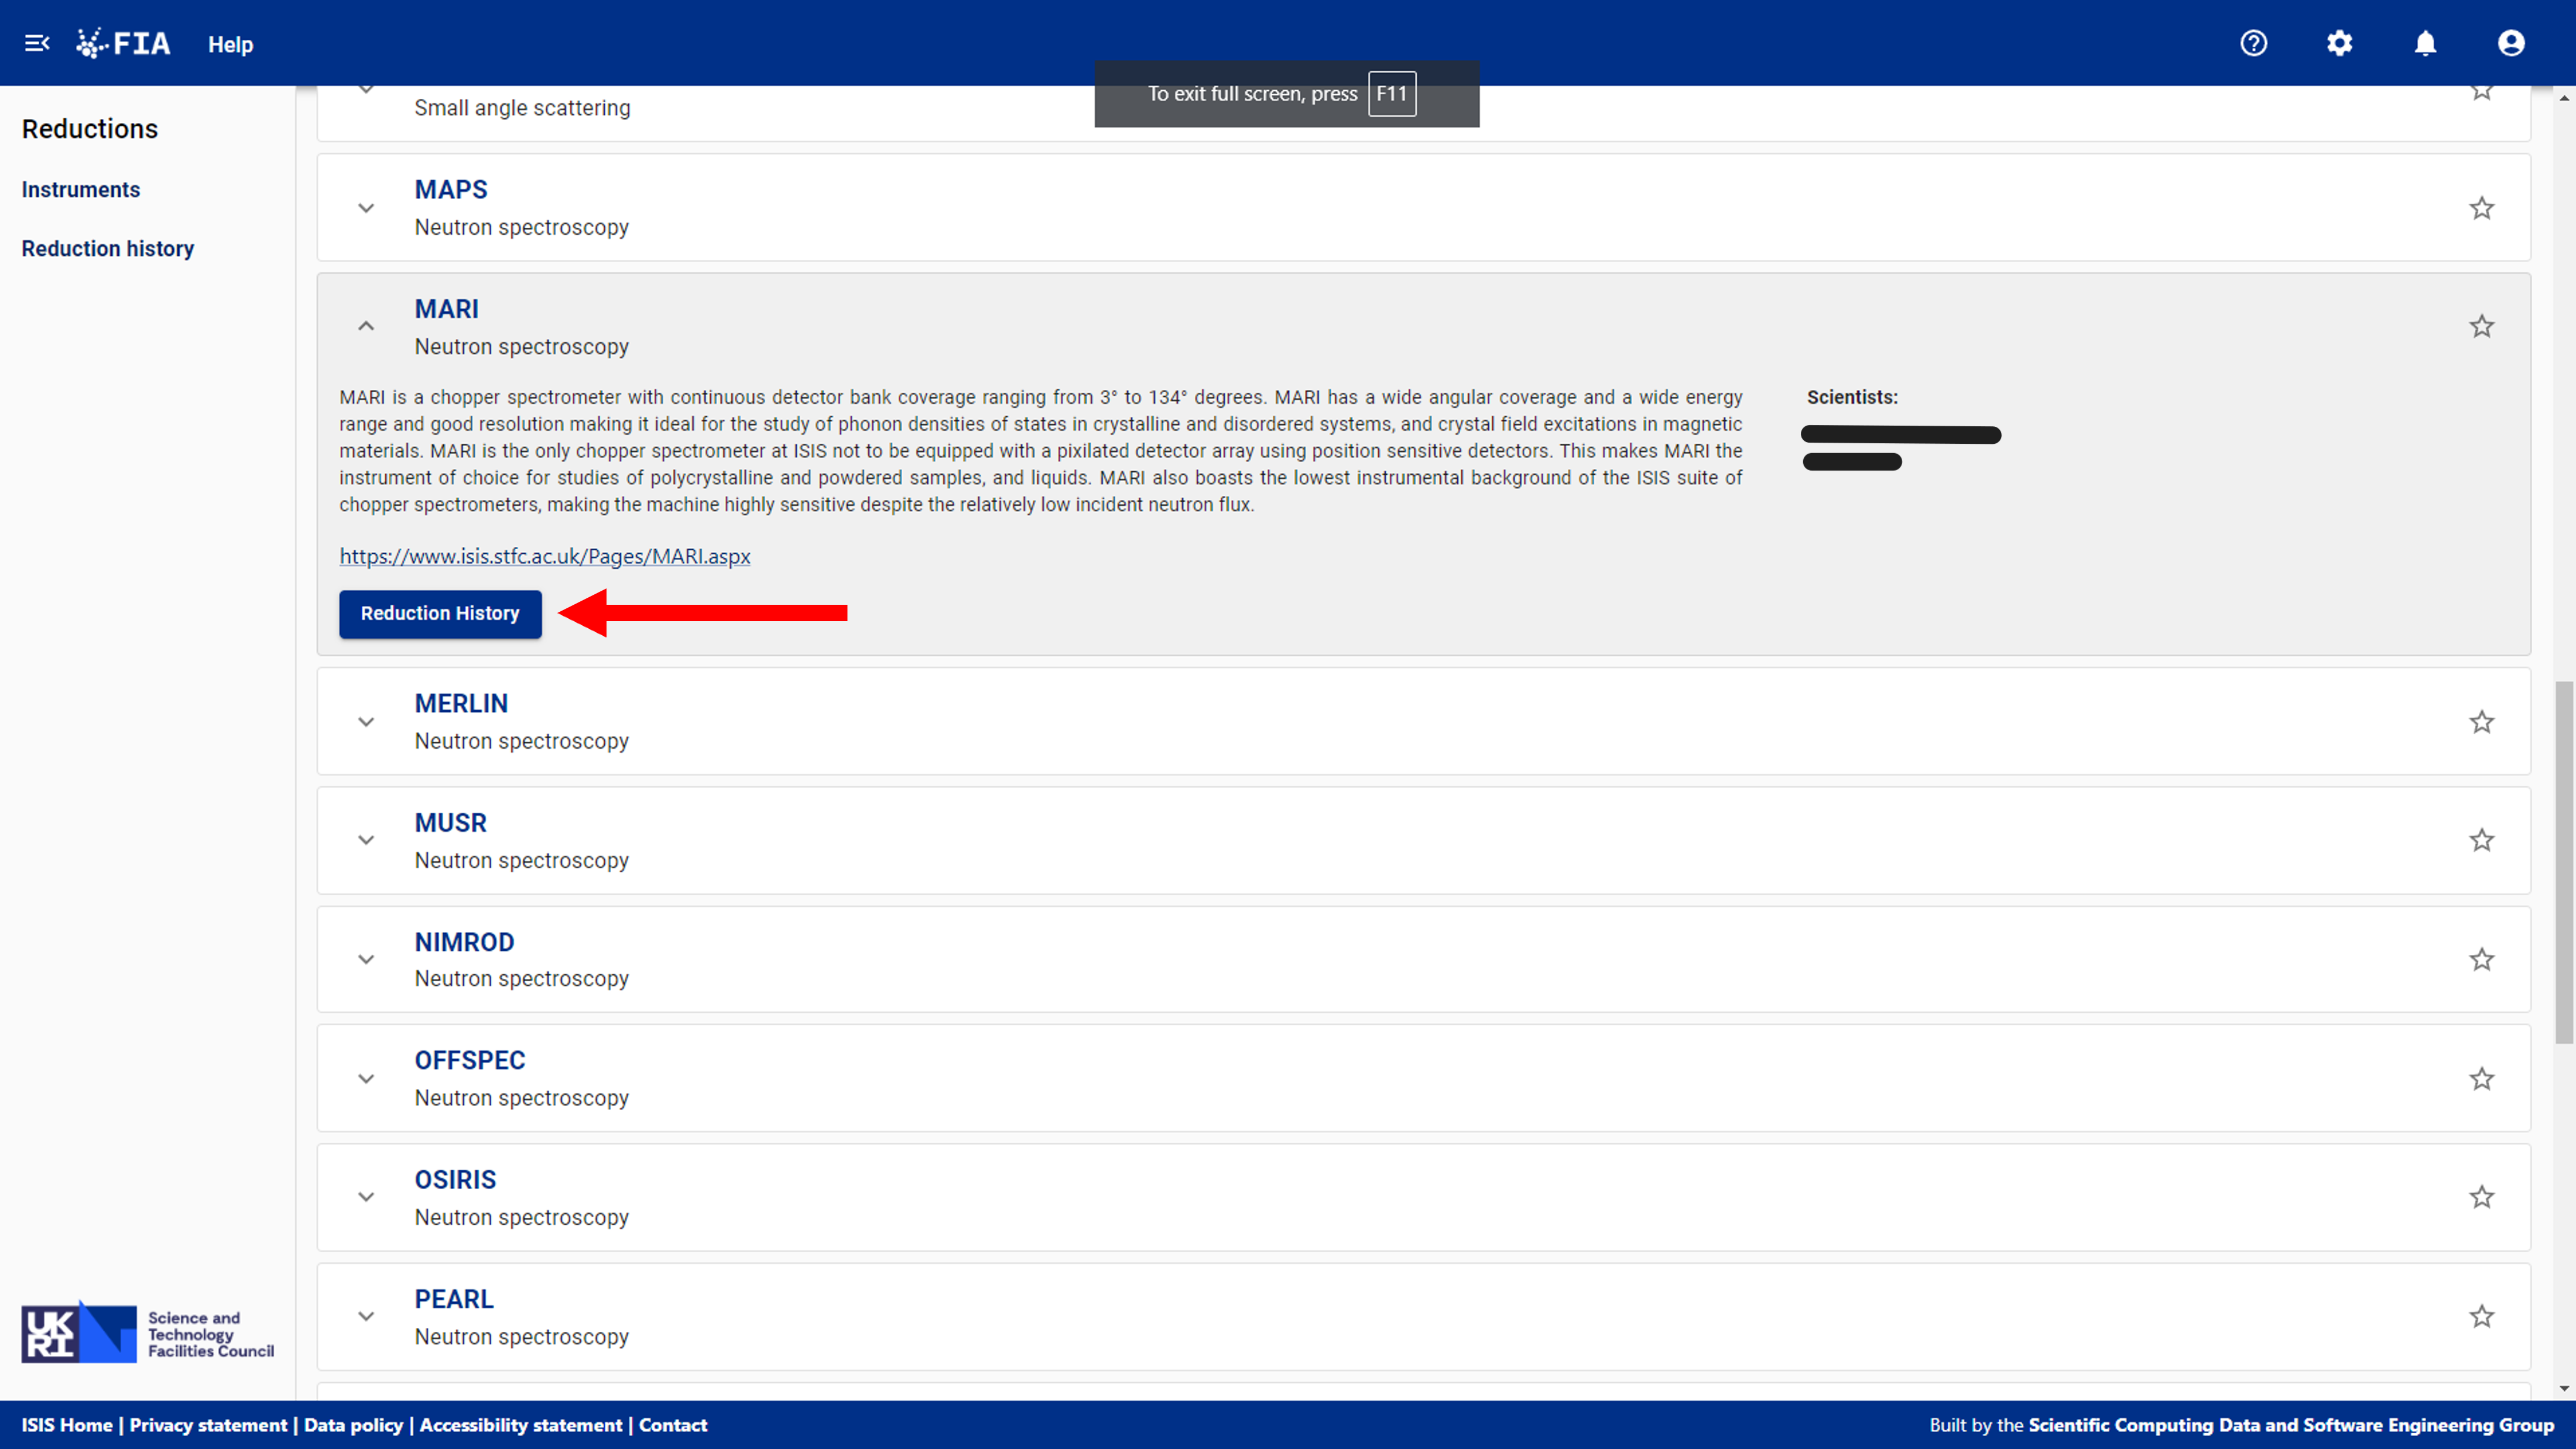 FIA
Help
To exit full screen, press F11
Reductions
Instruments
Reduction history
Small angle scattering
MAPS
Neutron spectroscopy
MARI
Neutron spectroscopy
MARI is a chopper spectrometer with continuous detector bank coverage ranging from 3° to 134° degrees. MARI has a wide angular coverage and a wide energy
range and good resolution making it ideal for the study of phonon densities of states in crystalline and disordered systems, and crystal field excitations in magnetic
materials. MARI is the only chopper spectrometer at ISIS not to be equipped with a pixilated detector array using position sensitive detectors. This makes MARI the
instrument of choice for studies of polycrystalline and powdered samples, and liquids. MARI also boasts the lowest instrumental background of the ISIS suite of
chopper spectrometers, making the machine highly sensitive despite the relatively low incident neutron flux.
Scientists:
https://www.isis.stfc.ac.uk/Pages/MARI.aspx
Reduction History
MERLIN
Neutron spectroscopy
MUSR
Neutron spectroscopy
NIMROD
Neutron spectroscopy
OFFSPEC
Neutron spectroscopy
OSIRIS
Neutron spectroscopy
PEARL
Neutron spectroscopy
UK
RI
Science and
Technology
Facilities Council
ISIS Home | Privacy statement | Data policy | Accessibility statement | Contact
Built by the Scientific Computing Data and Software Engineering Group